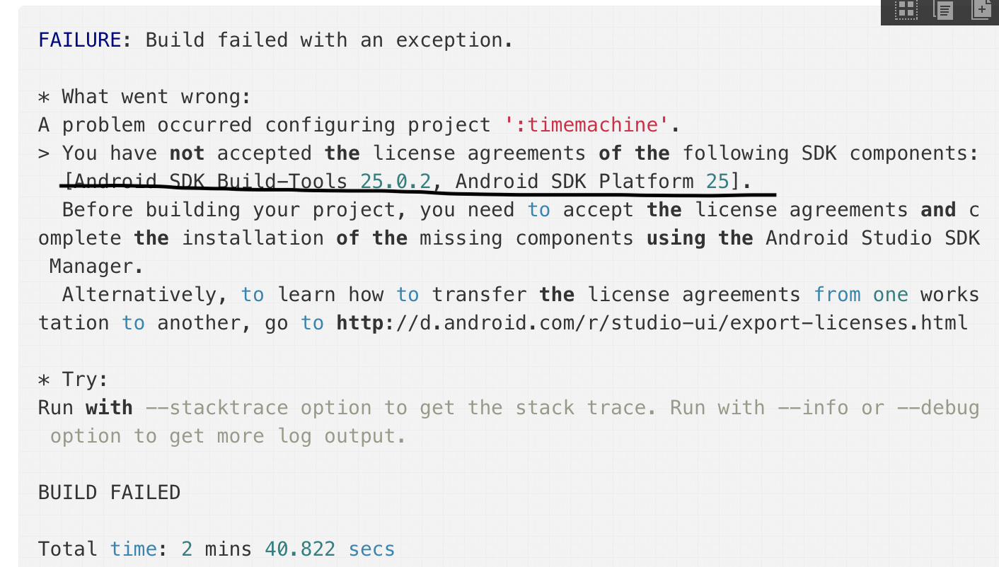 FAILURE: Build failed with an exception.
* What went wrong:
A problem occurred configuring project ':timemachine'.
> You have not accepted the license agreements of the following SDK components:
[Android SDK Build-Tools 25.0.2, Android SDK Platform 25].
Before building your project, you need to accept the license agreements and c
omplete the installation of the missing components using the Android Studio SDK
Manager.
Alternatively, to learn how to transfer the license agreements from one works
tation to another, go to http://d.android.com/r/studio-ui/export-licenses.html
* Try:
Run with --stacktrace option to get the stack trace. Run with --info or --debug
option to get more log output.
BUILD FAILED
Total time: 2 mins 40.822 secs